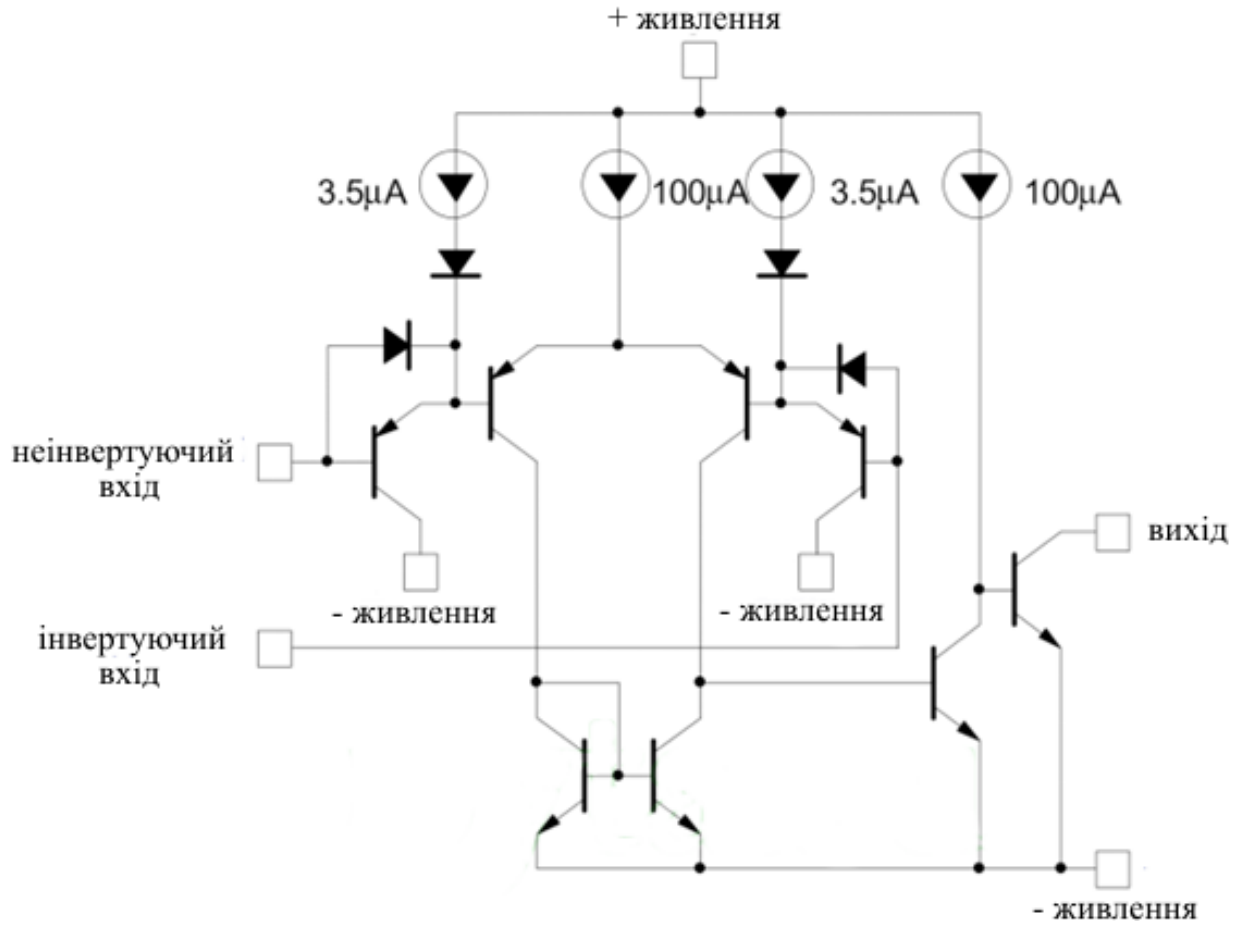 + живлення
3.5μA
100μA
3.5μA
100μA
неінвертуючий
вхід
вихід
- живлення
- живлення
інвертуючий
вхід
- живлення